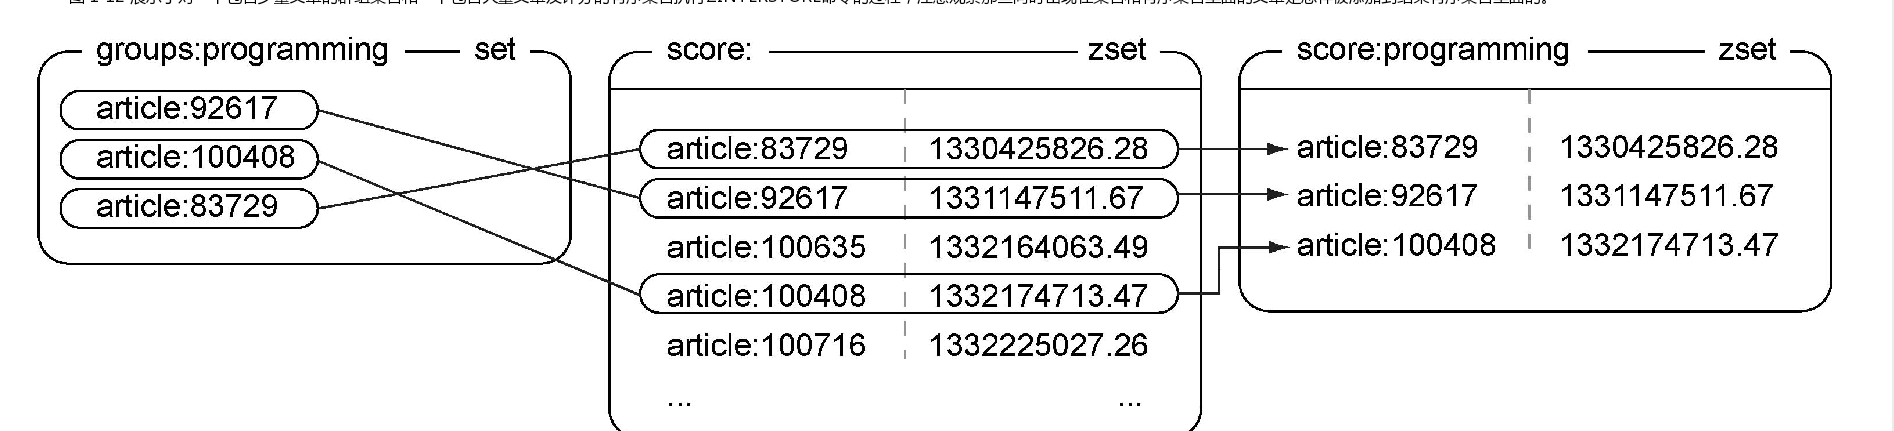 groups:programming set
article:92617
article:100408
article:83729
score: zset
article:83729 1330425826.28
article:92617 1331147511.67
article:100635 1332164063.49
article:100408 1332174713.47
article:100716 1332225027.26
... ...
score:programming zset
article:83729 1330425826.28
article:92617 1331147511.67
article:100408 1332174713.47